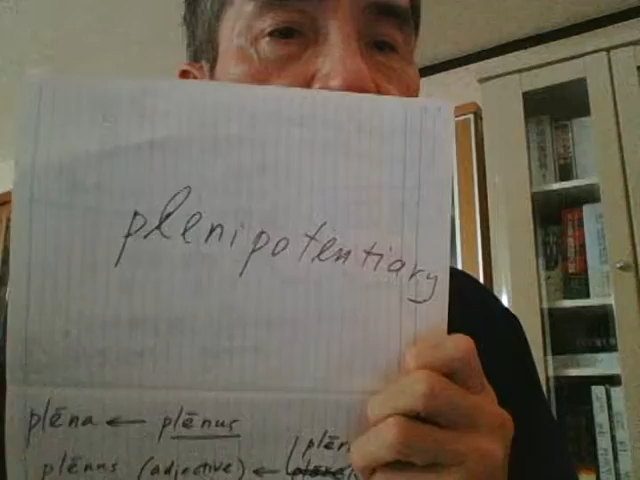 plenipotentiary
plēna ← plēnus
plēnus (adjective) ←